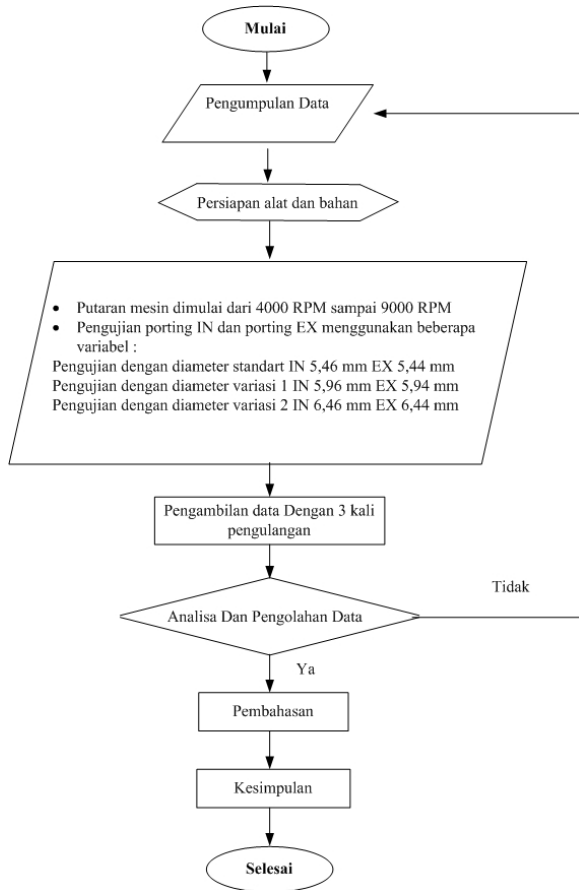 Mulai
Pengumpulan Data
Persiapan alat dan bahan
• Putaran mesin dimulai dari 4000 RPM sampai 9000 RPM
• Pengujian porting IN dan porting EX menggunakan beberapa
variabel :
Pengujian dengan diameter standart IN 5,46 mm EX 5,44 mm
Pengujian dengan diameter variasi 1 IN 5,96 mm EX 5,94 mm
Pengujian dengan diameter variasi 2 IN 6,46 mm EX 6,44 mm
Pengambilan data Dengan 3 kali
pengulangan
Tidak
Analisa Dan Pengolahan Data
Ya
Pembahasan
Kesimpulan
Selesai